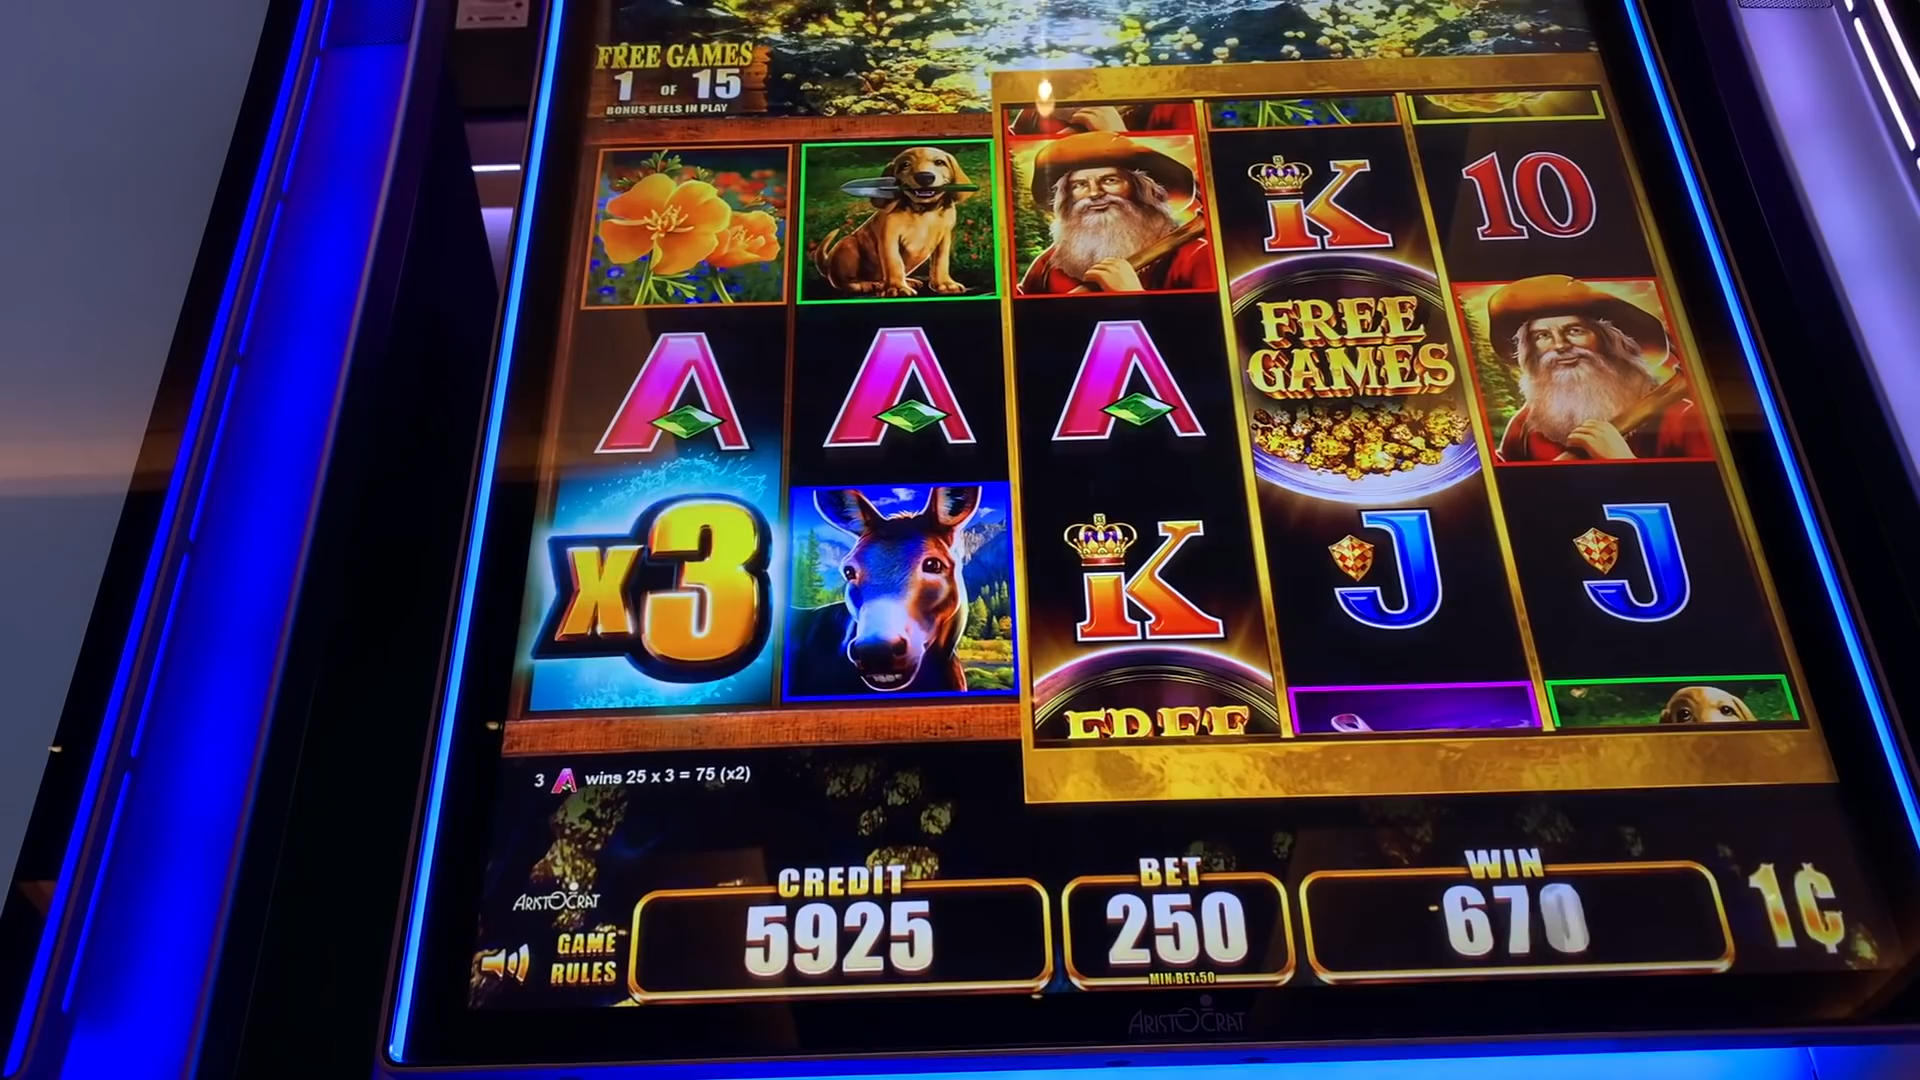 FREE GAMES
1 OF 15
BONUS REELS IN PLAY
K
10
A
A
A
FREE
GAMES
x3
K
J
J
FREE
3 A wins 25 x 3 = 75 (x2)
CREDIT
BET
WIN
5925
250
670
1¢
MIN BET:50
ARISTOCRAT
GAME
RULES
ARISTOCRAT